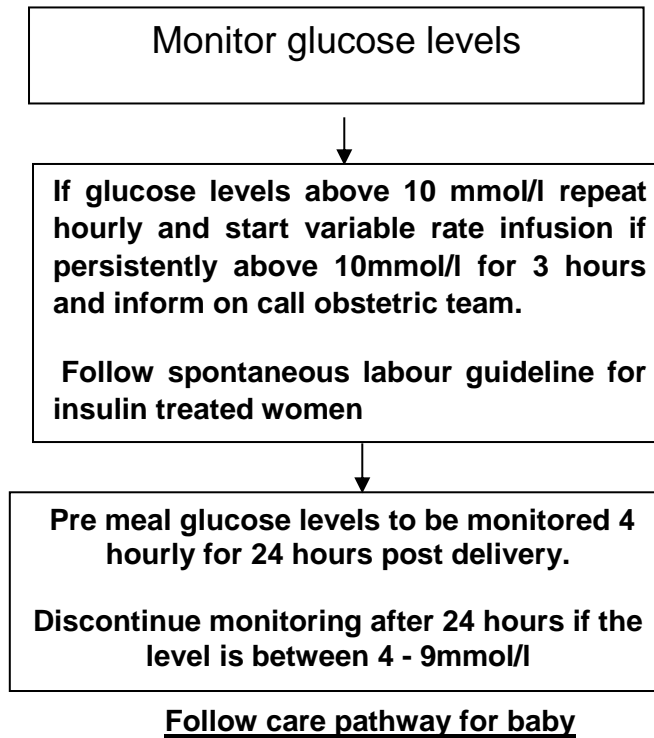 Monitor glucose levels
If glucose levels above 10 mmol/l repeat
hourly and start variable rate infusion if
persistently above 10mmol/l for 3 hours
and inform on call obstetric team.
Follow spontaneous labour guideline for
insulin treated women
Pre meal glucose levels to be monitored 4
hourly for 24 hours post delivery.
Discontinue monitoring after 24 hours if the
level is between 4 - 9mmol/l
Follow care pathway for baby